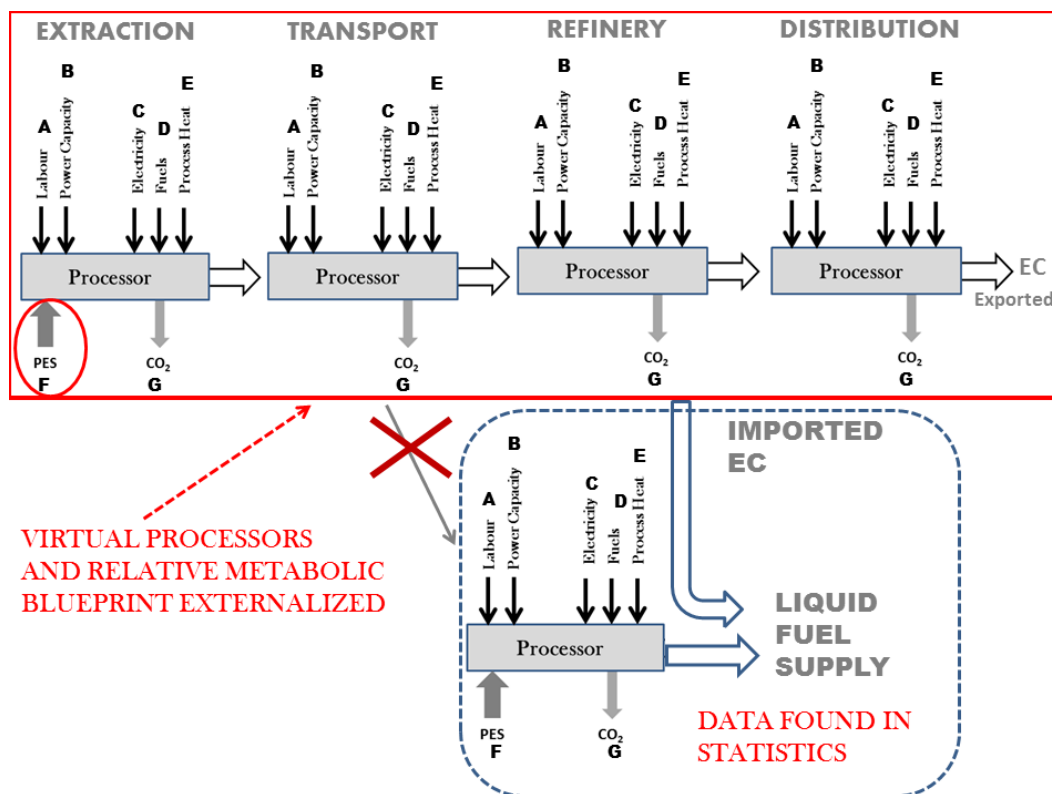 EXTRACTION
TRANSPORT
REFINERY
DISTRIBUTION
A
Labour
B
Power Capacity
C
Electricity
D
Fuels
E
Process Heat
A
Labour
B
Power Capacity
C
Electricity
D
Fuels
E
Process Heat
A
Labour
B
Power Capacity
C
Electricity
D
Fuels
E
Process Heat
A
Labour
B
Power Capacity
C
Electricity
D
Fuels
E
Process Heat
Processor
Processor
Processor
Processor
EC
Exported
PES
F
CO₂
G
CO₂
G
CO₂
G
CO₂
G
VIRTUAL PROCESSORS
AND RELATIVE METABOLIC
BLUEPRINT EXTERNALIZED
IMPORTED
EC
A
Labour
B
Power Capacity
C
Electricity
D
Fuels
E
Process Heat
Processor
PES
F
CO₂
G
LIQUID
FUEL
SUPPLY
DATA FOUND IN
STATISTICS